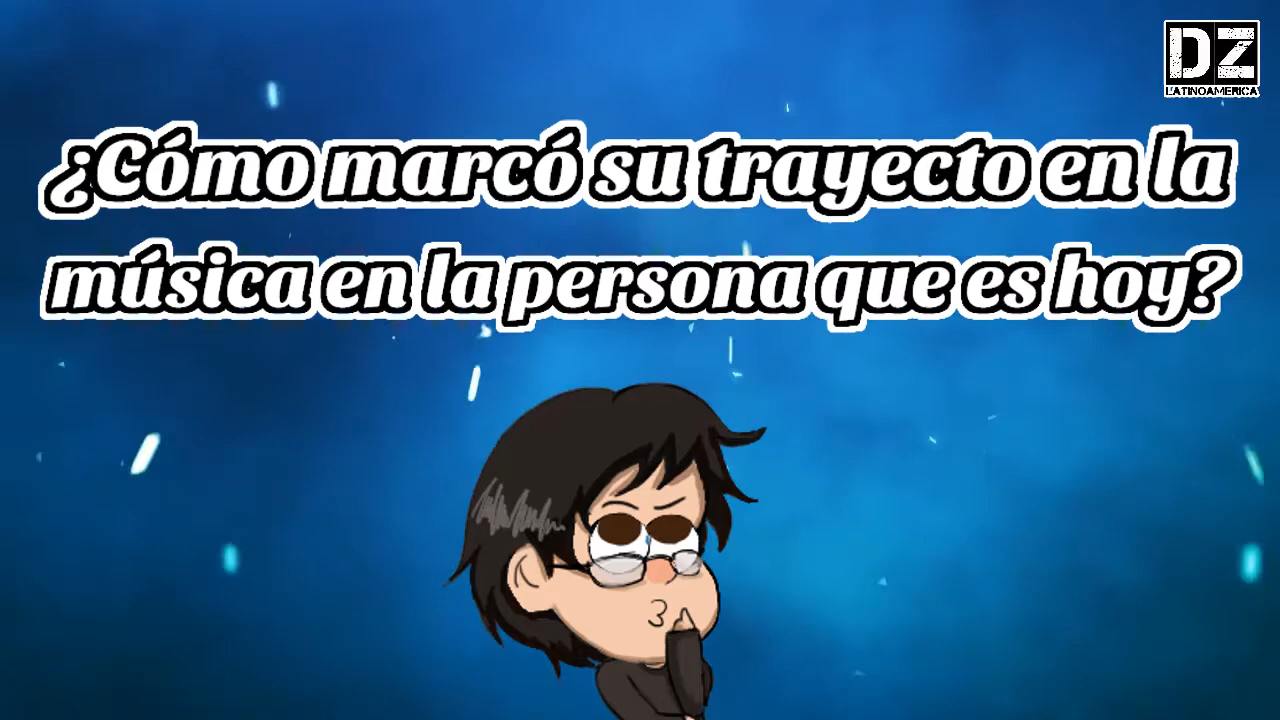 DZ
LATINOAMERICA
¿Cómo marcó su trayecto en la
música en la persona que es hoy?